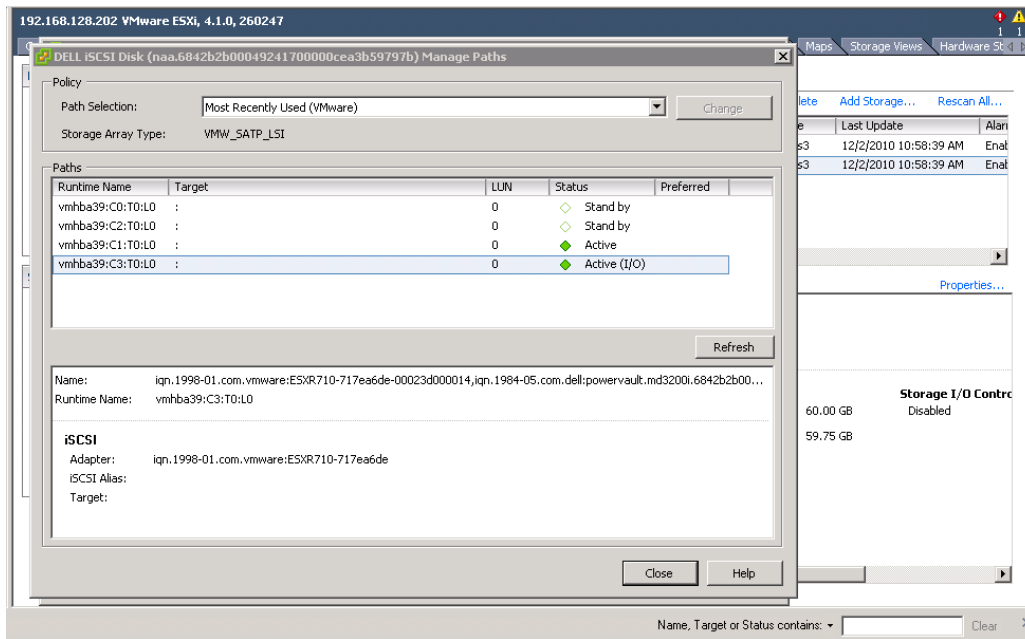 192.168.128.202 VMware ESXi, 4.1.0, 260247
1 1
Maps Storage Views Hardware St
DELL iSCSI Disk (naa.6842b2b00049241700000cea3b59797b) Manage Paths
Policy
Path Selection: Most Recently Used (VMware) Change
Storage Array Type: VMW_SATP_LSI
lete Add Storage... Rescan All...
e Last Update Aları
s3 12/2/2010 10:58:39 AM Enab
s3 12/2/2010 10:58:39 AM Enab
Paths
Runtime Name Target LUN Status Preferred
vmhba39:C0:T0:L0 : 0 Stand by
vmhba39:C2:T0:L0 : 0 Stand by
vmhba39:C1:T0:L0 : 0 Active
vmhba39:C3:T0:L0 : 0 Active (I/O)
Properties...
Refresh
Name: iqn.1998-01.com.vmware:ESXR710-717ea6de-00023d000014,iqn.1984-05.com.dell:powervault.md3200i.6842b2b00...
Runtime Name: vmhba39:C3:T0:L0
Storage I/O Contro
60.00 GB Disabled
59.75 GB
iSCSI
Adapter: iqn.1998-01.com.vmware:ESXR710-717ea6de
iSCSI Alias:
Target:
Close Help
Name, Target or Status contains: Clear